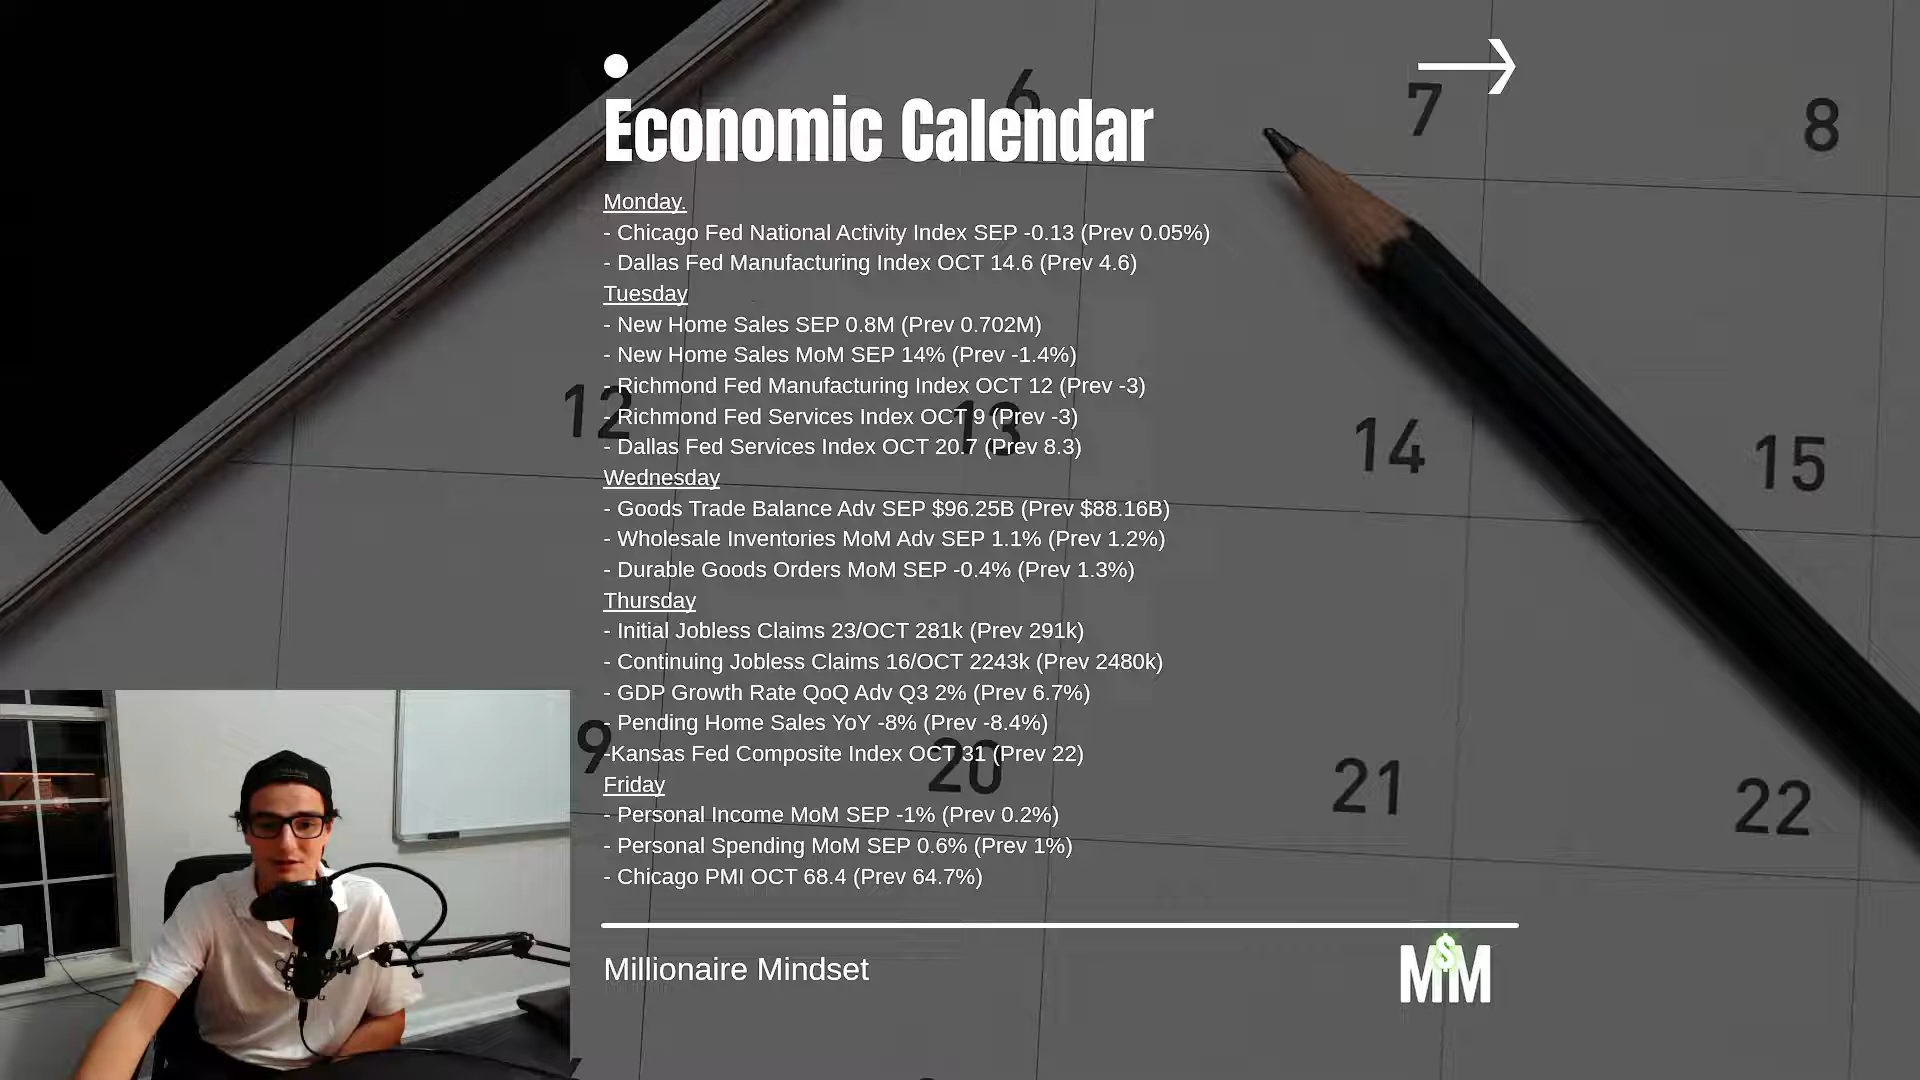 6
7
8
Economic Calendar
Monday.
- Chicago Fed National Activity Index SEP -0.13 (Prev 0.05%)
- Dallas Fed Manufacturing Index OCT 14.6 (Prev 4.6)
Tuesday
- New Home Sales SEP 0.8M (Prev 0.702M)
- New Home Sales MoM SEP 14% (Prev -1.4%)
- Richmond Fed Manufacturing Index OCT 12 (Prev -3)
- Richmond Fed Services Index OCT 9 (Prev -3)
- Dallas Fed Services Index OCT 20.7 (Prev 8.3)
12
13
14
15
Wednesday
- Goods Trade Balance Adv SEP $96.25B (Prev $88.16B)
- Wholesale Inventories MoM Adv SEP 1.1% (Prev 1.2%)
- Durable Goods Orders MoM SEP -0.4% (Prev 1.3%)
Thursday
- Initial Jobless Claims 23/OCT 281k (Prev 291k)
- Continuing Jobless Claims 16/OCT 2243k (Prev 2480k)
- GDP Growth Rate QoQ Adv Q3 2% (Prev 6.7%)
- Pending Home Sales YoY -8% (Prev -8.4%)
-Kansas Fed Composite Index OCT 31 (Prev 22)
9
20
21
22
Friday
- Personal Income MoM SEP -1% (Prev 0.2%)
- Personal Spending MoM SEP 0.6% (Prev 1%)
- Chicago PMI OCT 68.4 (Prev 64.7%)
Millionaire Mindset
M$M